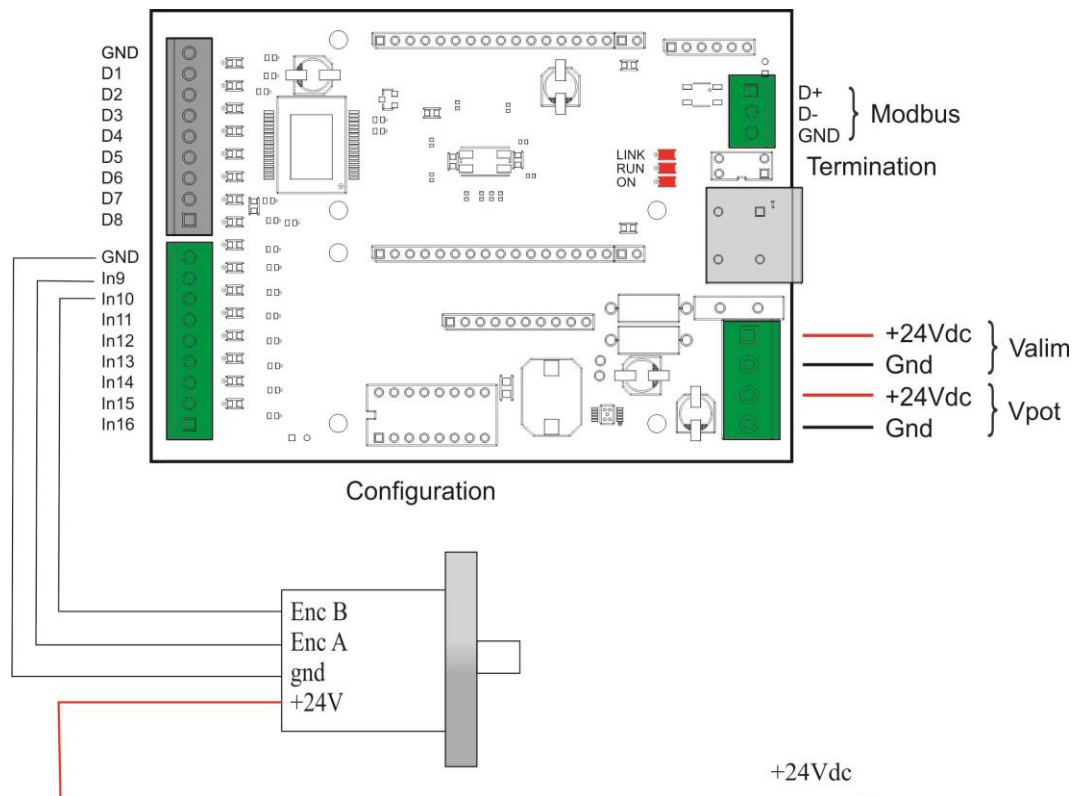 GND
D1
D2
D3
D4
D5
D6
D7
D8
GND
In9
In10
In11
In12
In13
In14
In15
In16
LINK
RUN
ON
D+
D-
GND
Modbus
Termination
+24Vdc
Gnd
Valim
+24Vdc
Gnd
Vpot
Configuration
Enc B
Enc A
gnd
+24V
+24Vdc